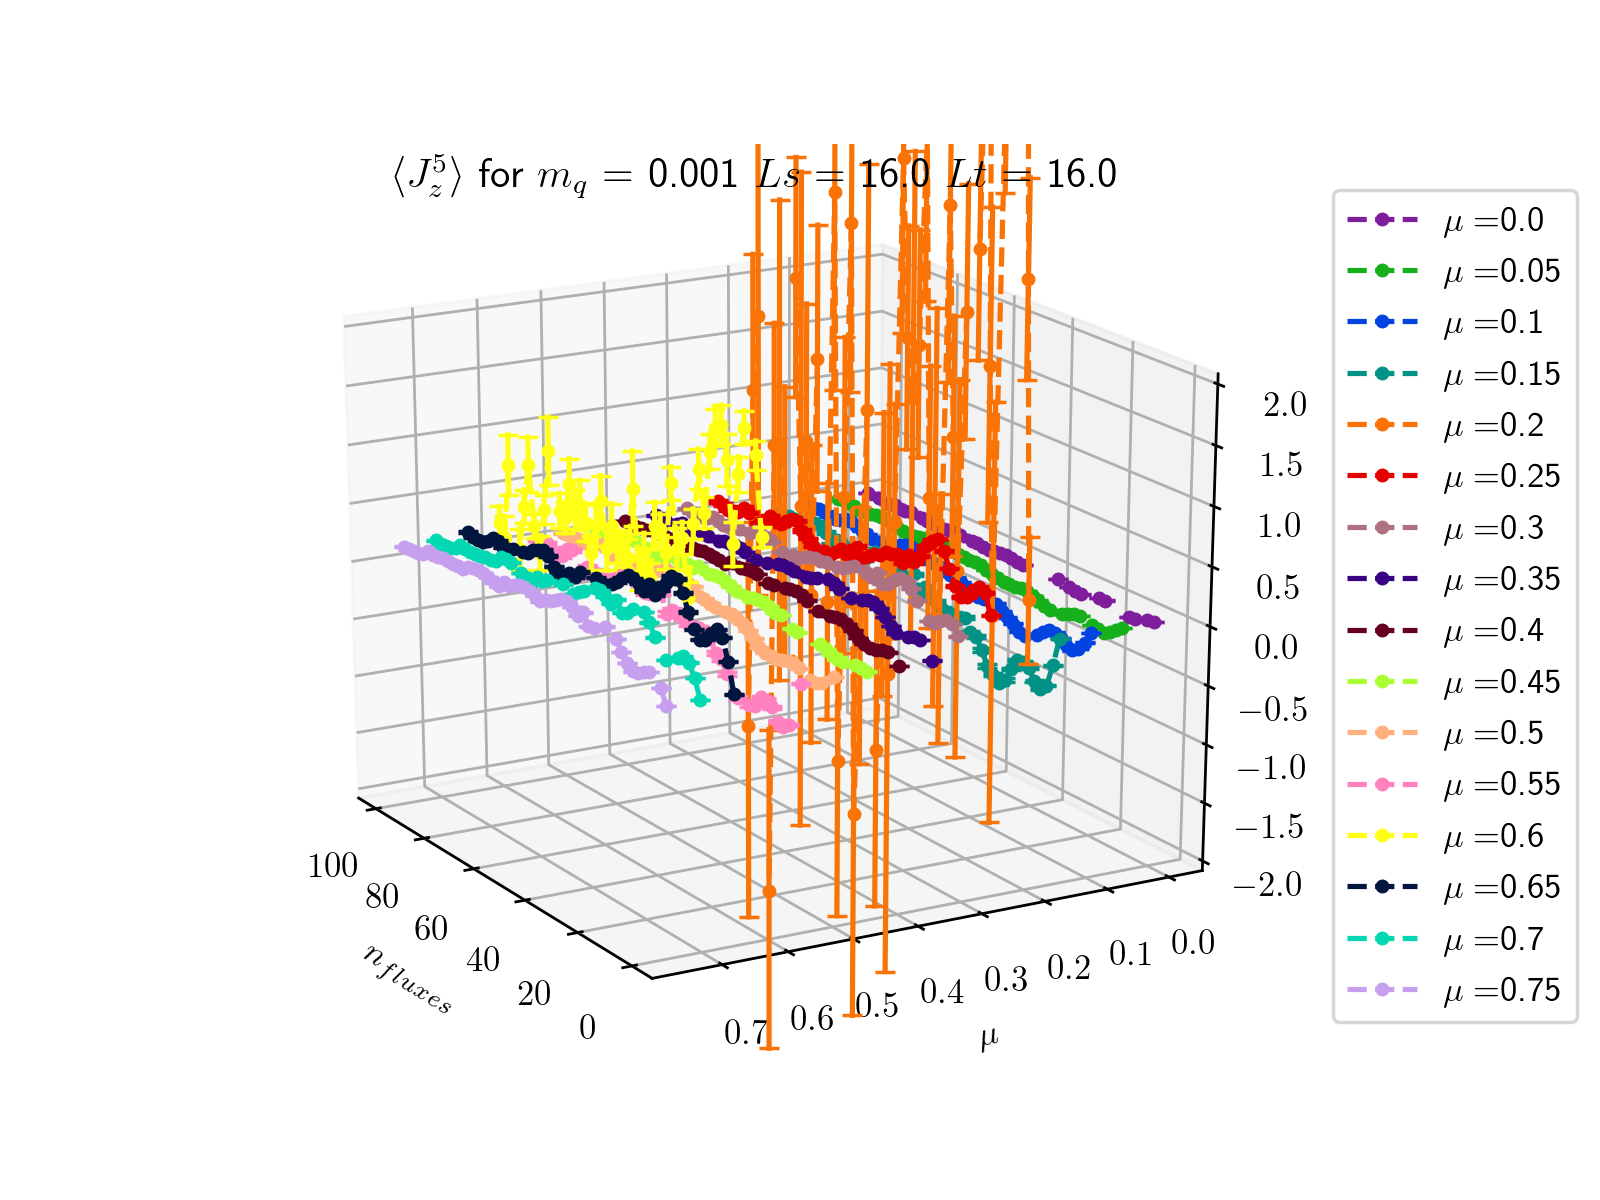 ⟨J_z^5⟩ for m_q = 0.001 Ls = 16.0 Lt = 16.0
μ =0.0
μ =0.05
μ =0.1
μ =0.15
μ =0.2
μ =0.25
μ =0.3
μ =0.35
μ =0.4
μ =0.45
μ =0.5
μ =0.55
μ =0.6
μ =0.65
μ =0.7
μ =0.75
2.0
1.5
1.0
0.5
0.0
−0.5
−1.0
−1.5
−2.0
100
80
60
40
20
0
n_fluxes
0.7
0.6
0.5
0.4
0.3
0.2
0.1
0.0
μ